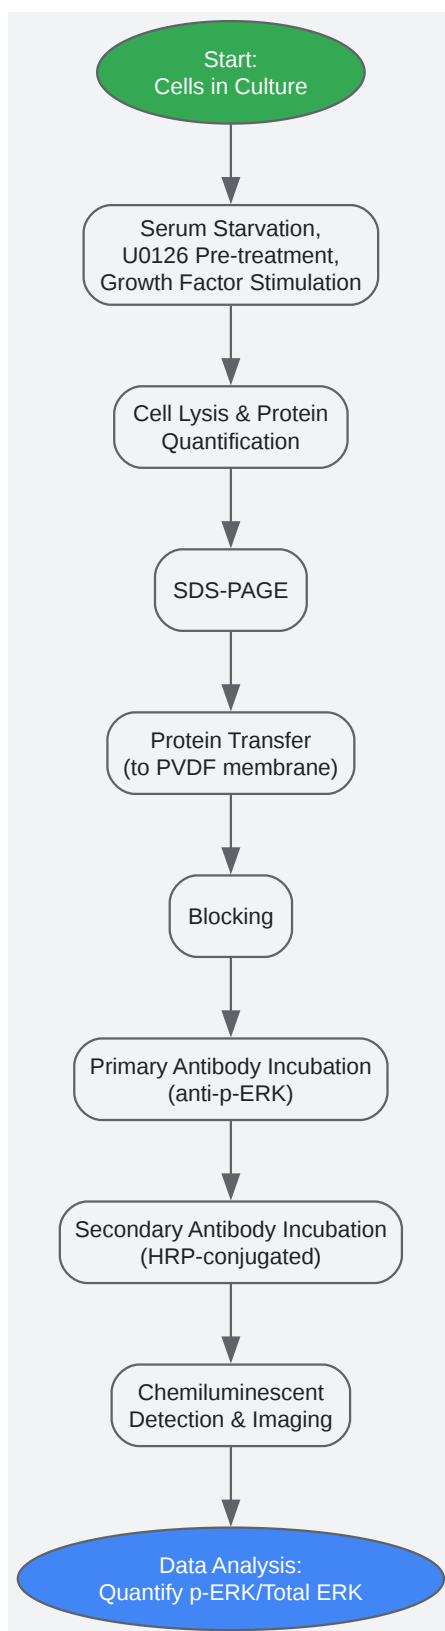 Start:
Cells in Culture
Serum Starvation,
U0126 Pre-treatment,
Growth Factor Stimulation
Cell Lysis & Protein
Quantification
SDS-PAGE
Protein Transfer
(to PVDF membrane)
Blocking
Primary Antibody Incubation
(anti-p-ERK)
Secondary Antibody Incubation
(HRP-conjugated)
Chemiluminescent
Detection & Imaging
Data Analysis:
Quantify p-ERK/Total ERK